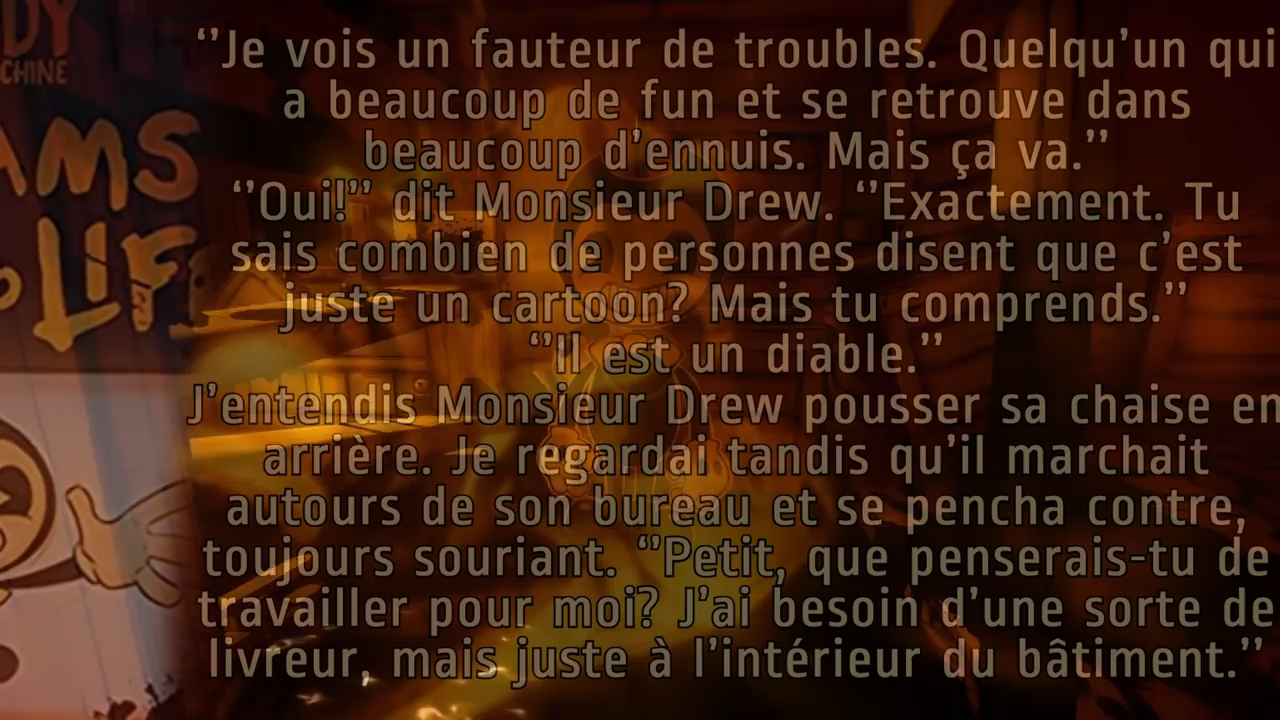 DY
CHINE
AMS
O LIFE
‘’Je vois un fauteur de troubles. Quelqu’un qui
a beaucoup de fun et se retrouve dans
beaucoup d’ennuis. Mais ça va.’’
‘’Oui!’’ dit Monsieur Drew. ‘’Exactement. Tu
sais combien de personnes disent que c’est
juste un cartoon? Mais tu comprends.’’
‘’Il est un diable.’’
J’entendis Monsieur Drew pousser sa chaise en
arrière. Je regardai tandis qu’il marchait
autours de son bureau et se pencha contre,
toujours souriant. ‘’Petit, que penserais-tu de
travailler pour moi? J’ai besoin d’une sorte de
livreur, mais juste à l’intérieur du bâtiment.’’